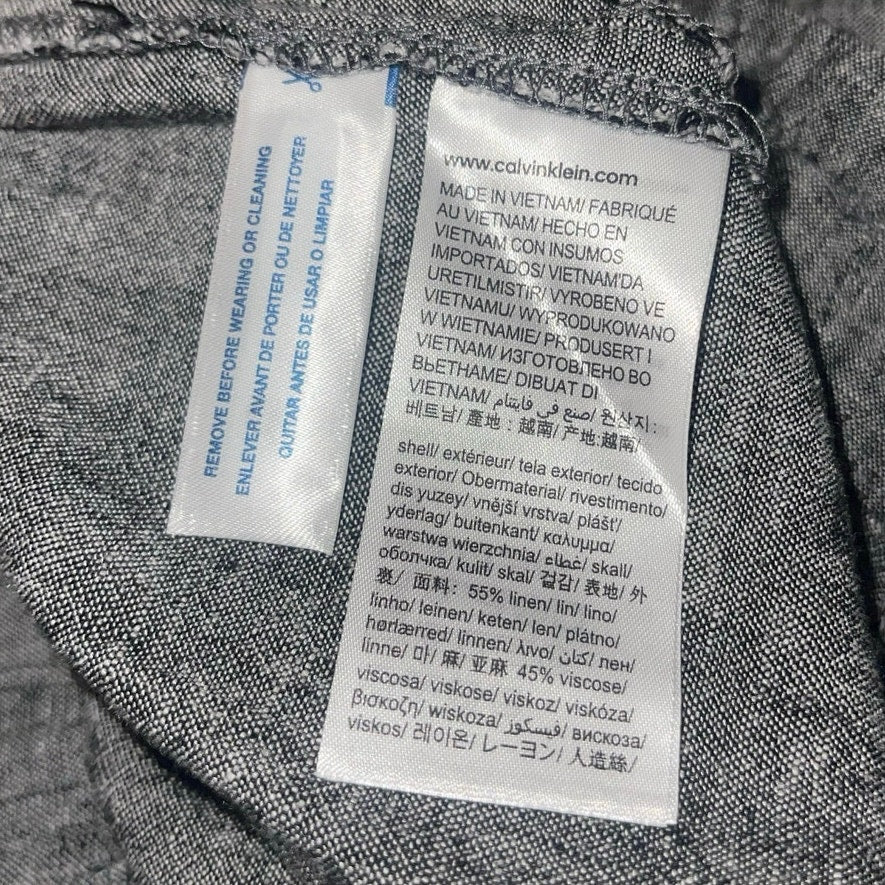 REMOVE BEFORE WEARING OR CLEANING
ENLEVER AVANT DE PORTER OU DE NETTOYER
QUITAR ANTES DE USAR O LIMPIAR
www.calvinklein.com
MADE IN VIETNAM/ FABRIQUÉ
AU VIETNAM/ HECHO EN
VIETNAM CON INSUMOS
IMPORTADOS/ VIETNAM'DA
URETILMISTIR/ VYROBENO VE
VIETNAMU/ WYPRODUKOWANO
W WIETNAMIE/ PRODUSERT I
VIETNAM/ ИЗГОТОВЛЕНО ВО
ВЬЕТНАМЕ/ DIBUAT DI
VIETNAM/ صنع في فايتنام/ 원산지:
베트남/ 產地：越南/ 产地:越南/
shell/ extérieur/ tela exterior/ tecido
exterior/ Obermaterial/ rivestimento/
dis yuzey/ vnější vrstva/ plášť/
yderlag/ buitenkant/ καλυμμα/
warstwa wierzchnia/ غطاء/ skall/
оболчка/ kulit/ skal/ 겉감/ 表地/ 外
裏/ 面料: 55% linen/ lin/ lino/
linho/ leinen/ keten/ len/ plátno/
hørlærred/ linnen/ λινο/ كتان/ лен/
linne/ 마/ 麻/ 亚麻 45% viscose/
viscosa/ viskose/ viskoz/ viskóza/
βισκοζη/ wiskoza/ فيسكوز/ вискоза/
viskos/ 레이온/ レーヨン/ 人造絲/